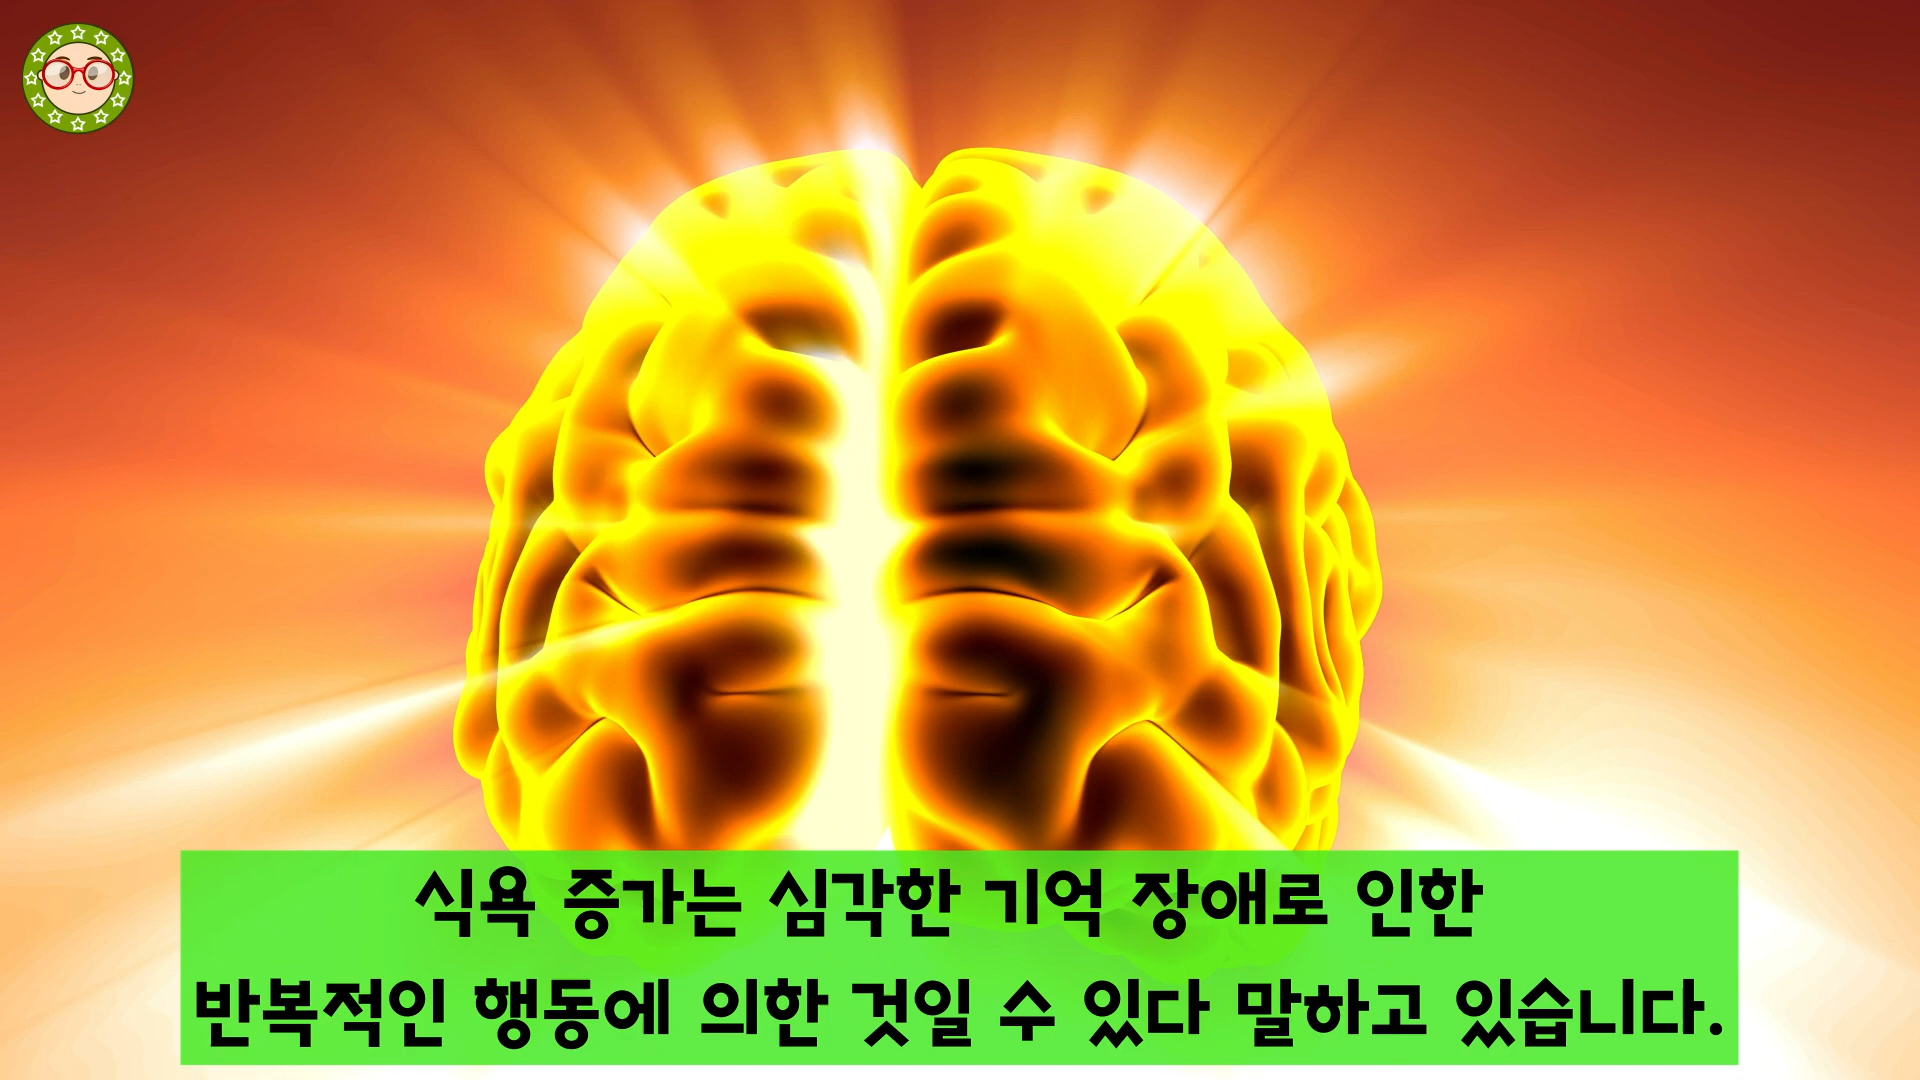 식욕 증가는 심각한 기억 장애로 인한
반복적인 행동에 의한 것일 수 있다 말하고 있습니다.